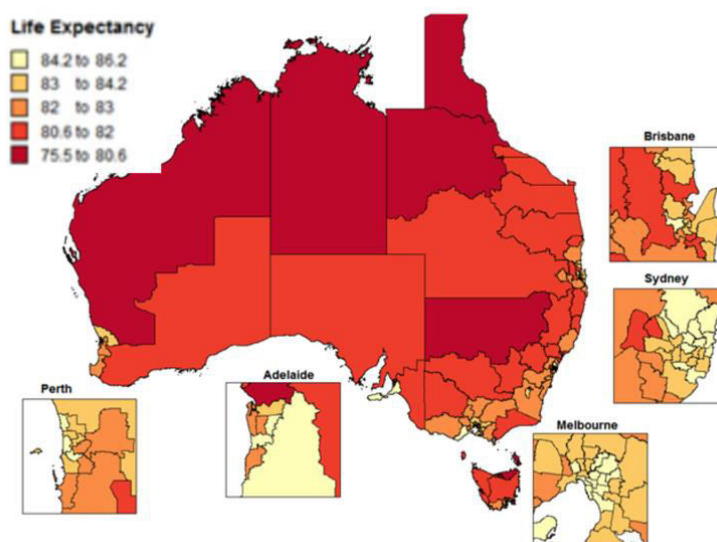 Life Expectancy
84.2 to 86.2
83 to 84.2
82 to 83
80.6 to 82
75.5 to 80.6
Brisbane
Sydney
Perth
Adelaide
Melbourne